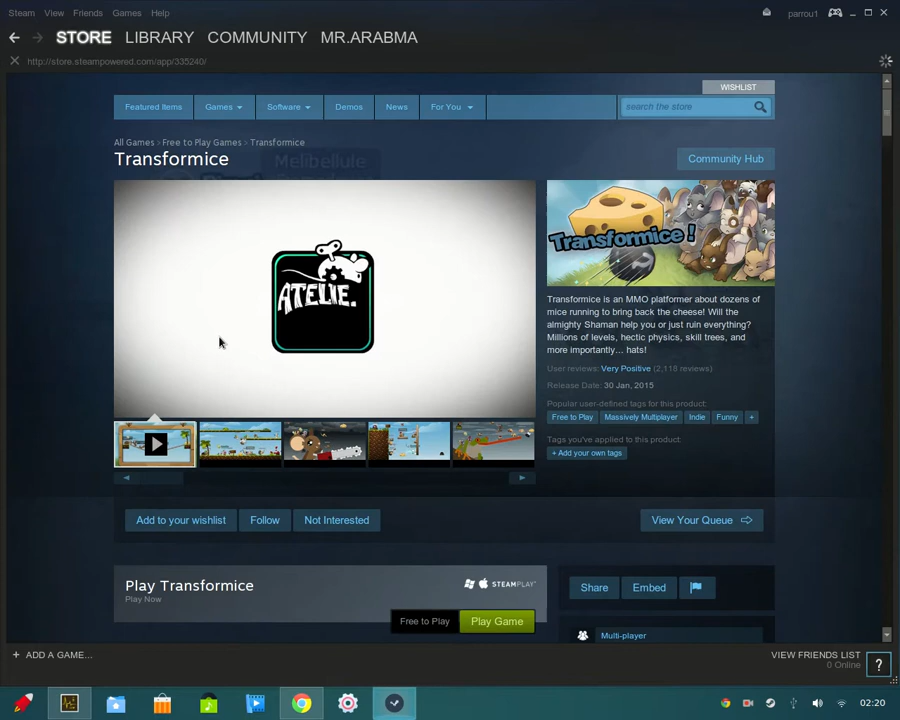 Steam View Friends Games Help
parrou1
STORE LIBRARY COMMUNITY MR.ARABMA
http://store.steampowered.com/app/335240/
WISHLIST
Featured Items Games Software Demos News For You search the store
All Games > Free to Play Games > Transformice
Transformice
Melibellule
Community Hub
ATELIE.
Transformice !
Transformice is an MMO platformer about dozens of
mice running to bring back the cheese! Will the
almighty Shaman help you or just ruin everything?
Millions of levels, hectic physics, skill trees, and
more importantly... hats!
User reviews: Very Positive (2,118 reviews)
Release Date: 30 Jan, 2015
Popular user-defined tags for this product:
Free to Play Massively Multiplayer Indie Funny +
Tags you've applied to this product:
+ Add your own tags
Add to your wishlist Follow Not Interested View Your Queue
Play Transformice
Play Now
STEAMPLAY
Free to Play Play Game
Share Embed
Multi-player
+ ADD A GAME...
VIEW FRIENDS LIST
0 Online
?
02:20